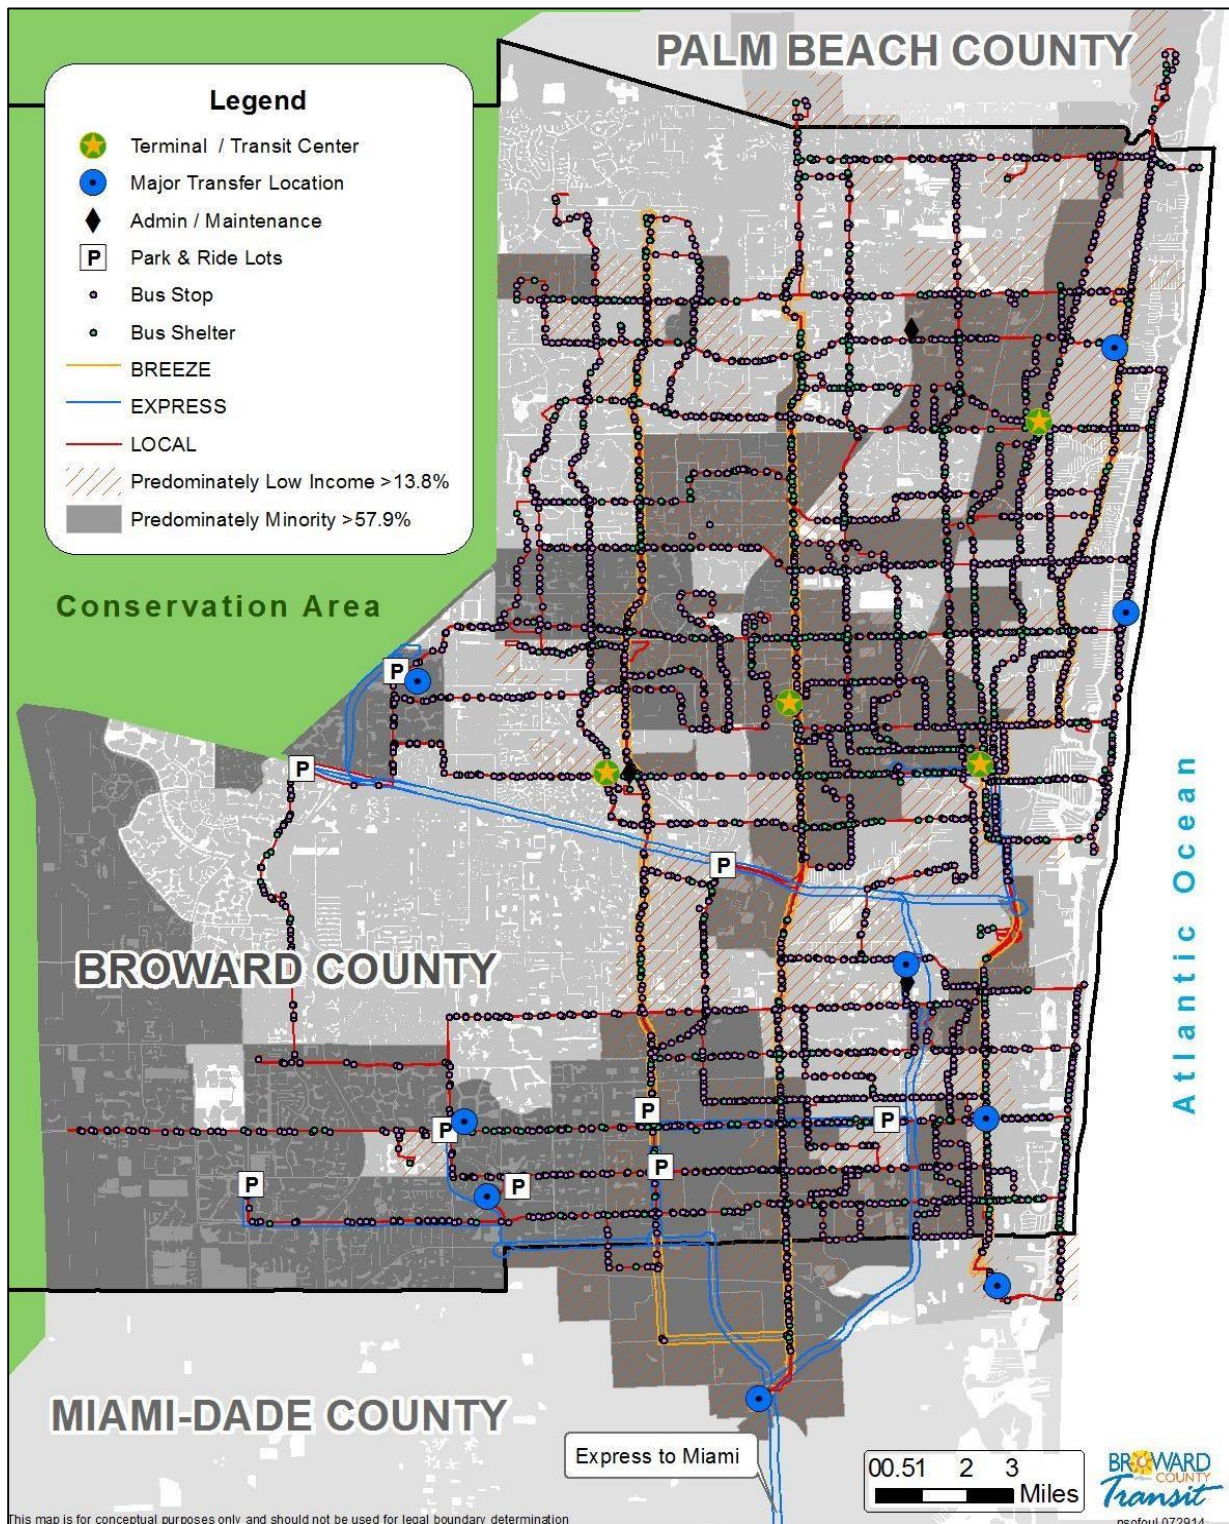 PALM BEACH COUNTY
Legend
Terminal / Transit Center
Major Transfer Location
Admin / Maintenance
P Park & Ride Lots
Bus Stop
Bus Shelter
BREEZE
EXPRESS
LOCAL
Predominately Low Income >13.8%
Predominately Minority >57.9%
Conservation Area
P
P
P
Atlantic Ocean
BROWARD COUNTY
P
P
P
P
P
P
MIAMI-DADE COUNTY
Express to Miami
00.51 2 3
Miles
BROWARD
COUNTY
Transit
This map is for conceptual purposes only and should not be used for legal boundary determination
nsofoul 072914